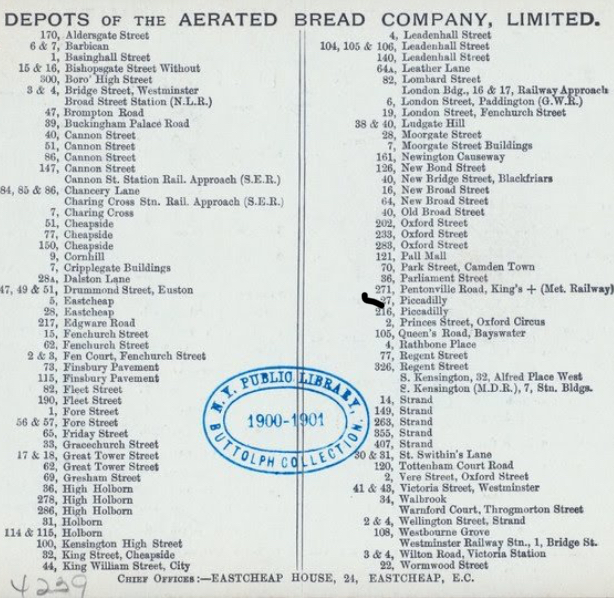 DEPOTS OF THE AERATED BREAD COMPANY, LIMITED.
170, Aldersgate Street
6 & 7, Barbican
1, Basinghall Street
15 & 16, Bishopsgate Street Without
300, Boro' High Street
3 & 4, Bridge Street, Westminster
Broad Street Station (N.L.R.)
47, Brompton Road
39, Buckingham Palace Road
40, Cannon Street
51, Cannon Street
86, Cannon Street
147, Cannon Street
Cannon St. Station Rail. Approach (S.E.R.)
84, 85 & 86, Chancery Lane
Charing Cross Stn. Rail. Approach (S.E.R.)
7, Charing Cross
51, Cheapside
77, Cheapside
150, Cheapside
9, Cornhill
7, Cripplegate Buildings
28A, Dalston Lane
47, 49 & 51, Drummond Street, Euston
5, Eastcheap
28, Eastcheap
217, Edgware Road
15, Fenchurch Street
62, Fenchurch Street
2 & 3, Fen Court, Fenchurch Street
73, Finsbury Pavement
115, Finsbury Pavement
82, Fleet Street
190, Fleet Street
1, Fore Street
56 & 57, Fore Street
65, Friday Street
33, Gracechurch Street
17 & 18, Great Tower Street
62, Great Tower Street
69, Gresham Street
36, High Holborn
278, High Holborn
286, High Holborn
31, Holborn
114 & 115, Holborn
100, Kensington High Street
32, King Street, Cheapside
44, King William Street, City
4, Leadenhall Street
104, 105 & 106, Leadenhall Street
140, Leadenhall Street
64A, Leather Lane
82, Lombard Street
London Bdg., 16 & 17, Railway Approach
6, London Street, Paddington (G.W.R.)
19, London Street, Fenchurch Street
38 & 40, Ludgate Hill
28, Moorgate Street
7, Moorgate Street Buildings
161, Newington Causeway
126, New Bond Street
40, New Bridge Street, Blackfriars
16, New Broad Street
64, New Broad Street
40, Old Broad Street
202, Oxford Street
233, Oxford Street
283, Oxford Street
121, Pall Mall
70, Park Street, Camden Town
36, Parliament Street
271, Pentonville Road, King's + (Met. Railway)
27, Piccadilly
216, Piccadilly
2, Princes Street, Oxford Circus
105, Queen's Road, Bayswater
4, Rathbone Place
77, Regent Street
326, Regent Street
S. Kensington, 32, Alfred Place West
S. Kensington (M.D.R.), 7, Stn. Bldgs.
14, Strand
149, Strand
263, Strand
355, Strand
407, Strand
30 & 31, St. Swithin's Lane
120, Tottenham Court Road
2, Vere Street, Oxford Street
41 & 43, Victoria Street, Westminster
34, Walbrook
Warnford Court, Throgmorton Street
2 & 4, Wellington Street, Strand
108, Westbourne Grove
Westminster Railway Stn., 1, Bridge St.
3 & 4, Wilton Road, Victoria Station
22, Wormwood Street
N.Y. PUBLIC LIBRARY,
1900-1901
BUTTOLPH COLLECTION.
CHIEF OFFICES:—EASTCHEAP HOUSE, 24, EASTCHEAP, E.C.
4239